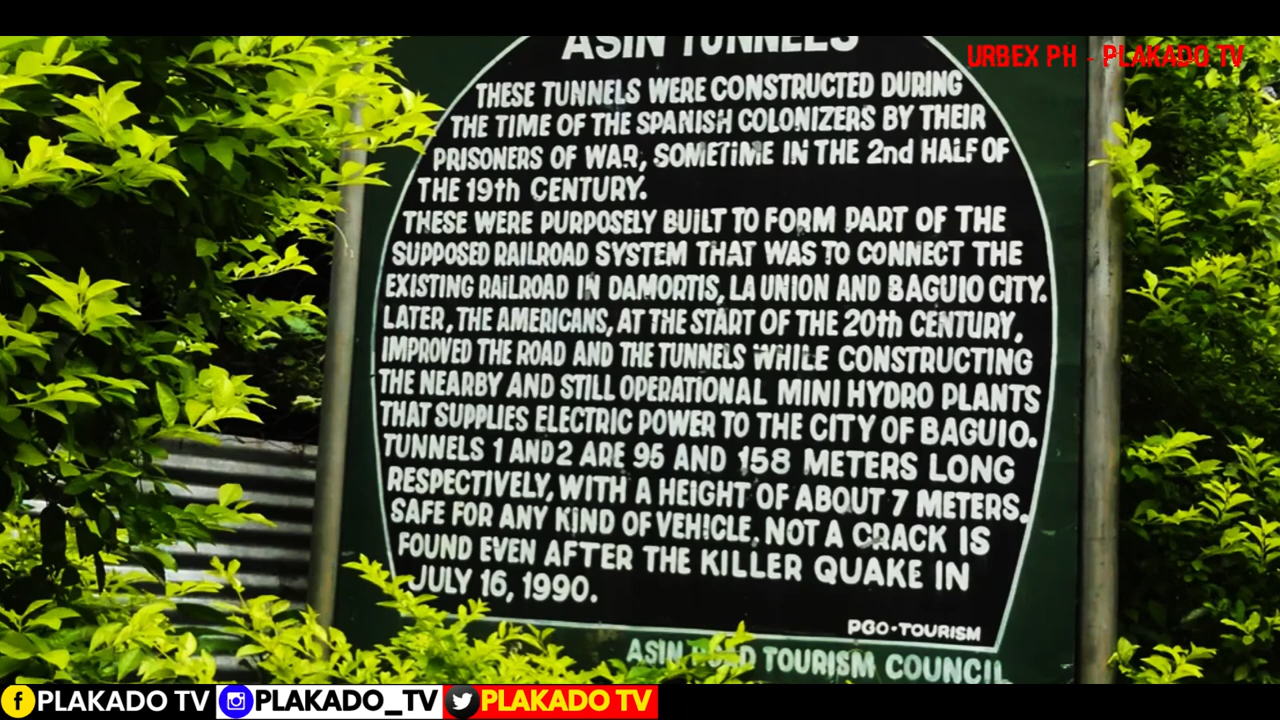 URBEX PH - PLAKADO TV
ASIN TUNNELS
THESE TUNNELS WERE CONSTRUCTED DURING
THE TIME OF THE SPANISH COLONIZERS BY THEIR
PRISONERS OF WAR, SOMETiME IN THE 2nd HALF OF
THE 19th CENTURY.
THESE WERE PURPOSELY BUILT TO FORM PART OF THE
SUPPOSED RAILROAD SYSTEM THAT WAS TO CONNECT THE
EXISTING RAILROAD IN DAMORTIS, LA UNION AND BAGUIO CITY.
LATER, THE AMERICANS, AT THE START OF THE 20th CENTURY,
IMPROVED THE ROAD AND THE TUNNELS WHILE CONSTRUCTING
THE NEARBY AND STILL OPERATIONAL MINI HYDRO PLANTS
THAT SUPPLIES ELECTRIC POWER TO THE CITY OF BAGUIO.
TUNNELS 1 AND 2 ARE 95 AND 158 METERS LONG
RESPECTIVELY, WITH A HEIGHT OF ABOUT 7 METERS.
SAFE FOR ANY KIND OF VEHICLE. NOT A CRACK IS
FOUND EVEN AFTER THE KILLER QUAKE IN
JULY 16, 1990.
PGO-TOURISM
ASIN ROAD TOURISM COUNCIL
PLAKADO TV PLAKADO_TV PLAKADO TV